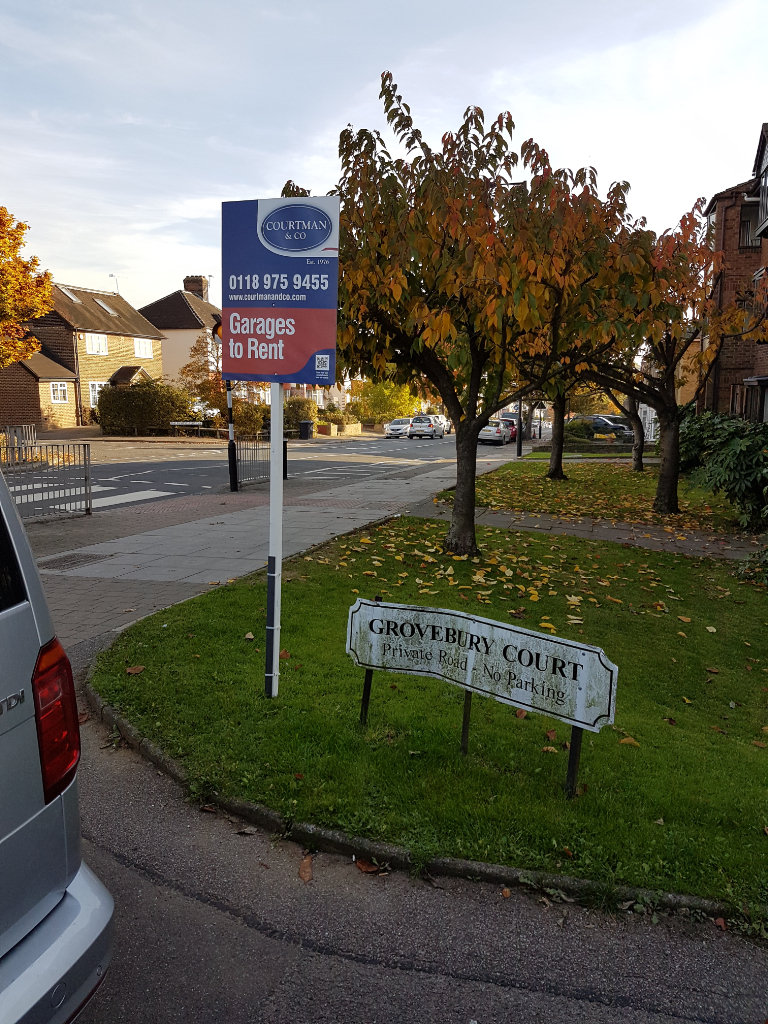 COURTMAN
& CO
Est. 1976
0118 975 9455
www.courtmanandco.com
Garages
to Rent
GROVEBURY COURT
Private Road - No Parking
TDI